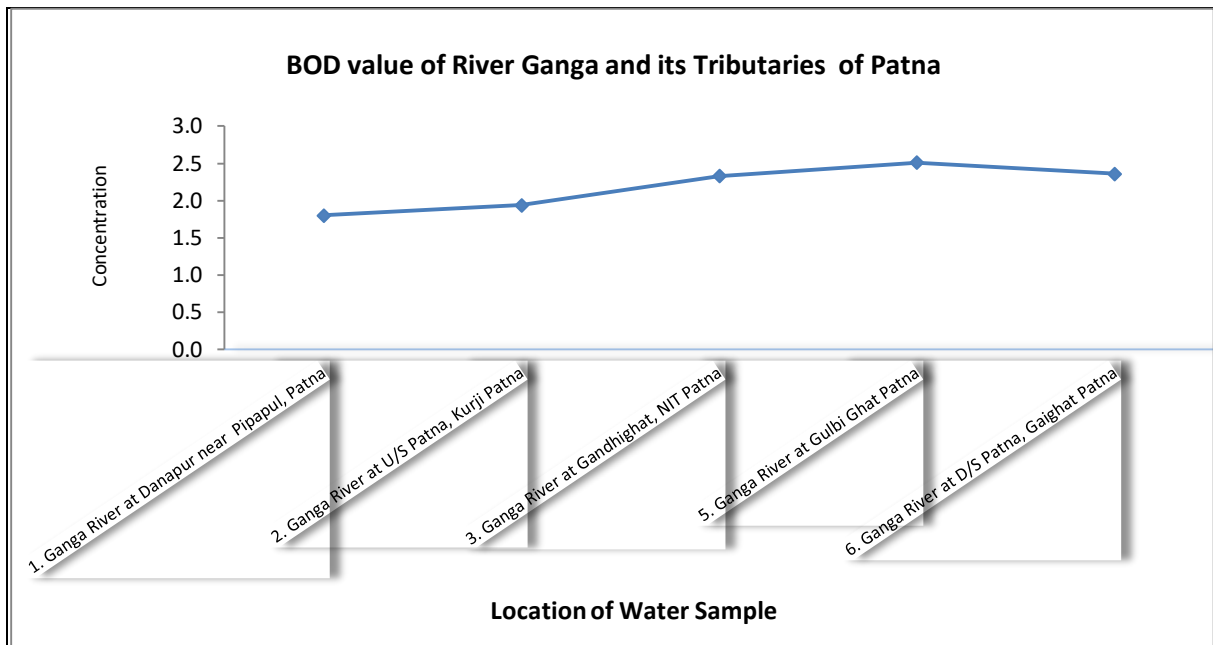 BOD value of River Ganga and its Tributaries of Patna
Concentration
3.0
2.5
2.0
1.5
1.0
0.5
0.0
1. Ganga River at Danapur near Pipapul, Patna
2. Ganga River at U/S Patna, Kurji Patna
3. Ganga River at Gandhighat, NIT Patna
5. Ganga River at Gulbi Ghat Patna
6. Ganga River at D/S Patna, Gaighat Patna
Location of Water Sample